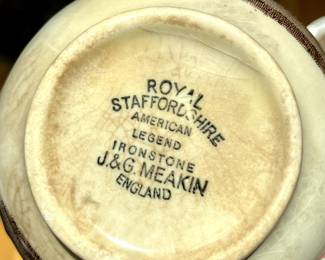 ROYAL
STAFFORDSHIRE
AMERICAN
LEGEND
IRONSTONE
J.&G. MEAKIN
ENGLAND